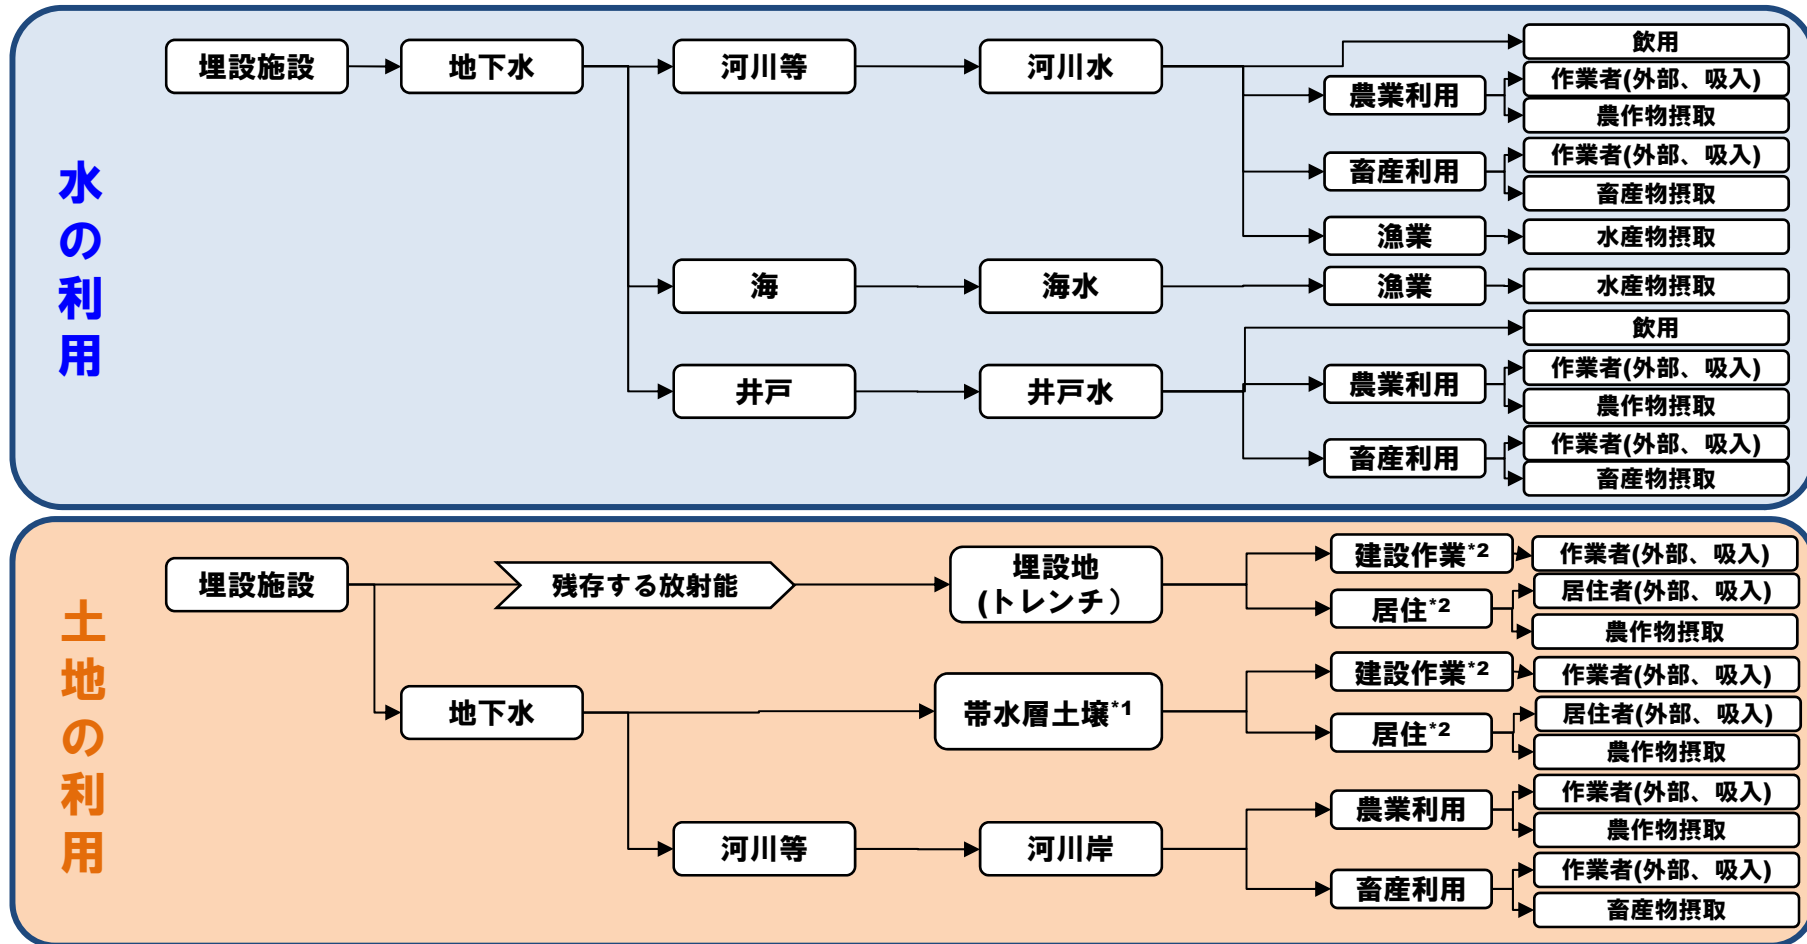 水の利用
埋設施設
地下水
河川等
河川水
飲用
農業利用
作業者(外部、吸入)
農作物摂取
畜産利用
作業者(外部、吸入)
畜産物摂取
漁業
水産物摂取
海
海水
漁業
水産物摂取
井戸
井戸水
飲用
農業利用
作業者(外部、吸入)
農作物摂取
畜産利用
作業者(外部、吸入)
畜産物摂取
土地の利用
埋設施設
残存する放射能
埋設地
(トレンチ）
建設作業*2
作業者(外部、吸入)
居住*2
居住者(外部、吸入)
農作物摂取
地下水
帯水層土壌*1
建設作業*2
作業者(外部、吸入)
居住*2
居住者(外部、吸入)
農作物摂取
河川等
河川岸
農業利用
作業者(外部、吸入)
農作物摂取
畜産利用
作業者(外部、吸入)
畜産物摂取